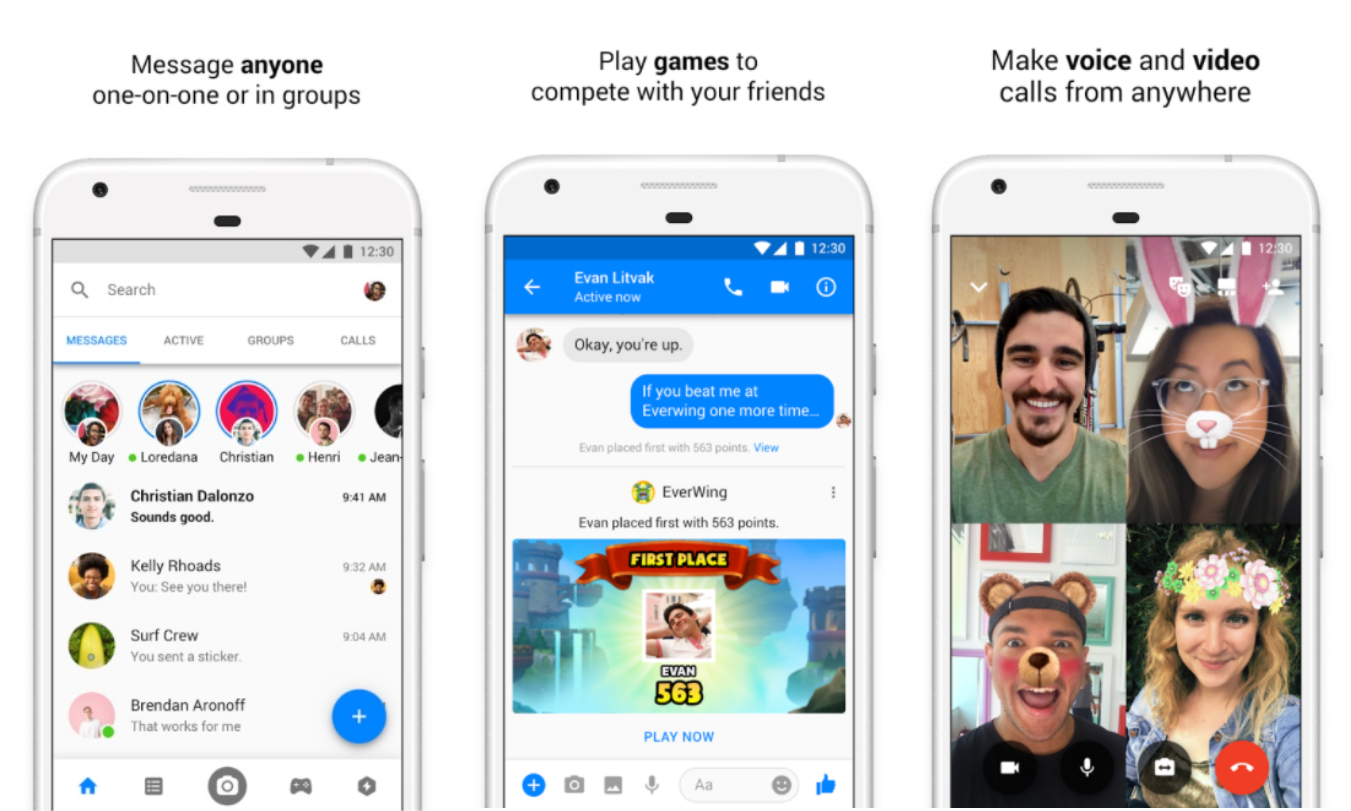 Message anyone
one-on-one or in groups
12:30
Search
MESSAGES ACTIVE GROUPS CALLS
My Day Loredana Christian Henri Jean-
Christian Dalonzo 9:41 AM
Sounds good.
Kelly Rhoads 9:32 AM
You: See you there!
Surf Crew 9:04 AM
You sent a sticker.
Brendan Aronoff
That works for me
Play games to
compete with your friends
12:30
Evan Litvak
Active now
Okay, you're up.
If you beat me at
Everwing one more time...
Evan placed first with 563 points. View
EverWing
Evan placed first with 563 points.
FIRST PLACE
EVAN
563
PLAY NOW
Aa
Make voice and video
calls from anywhere
12:30